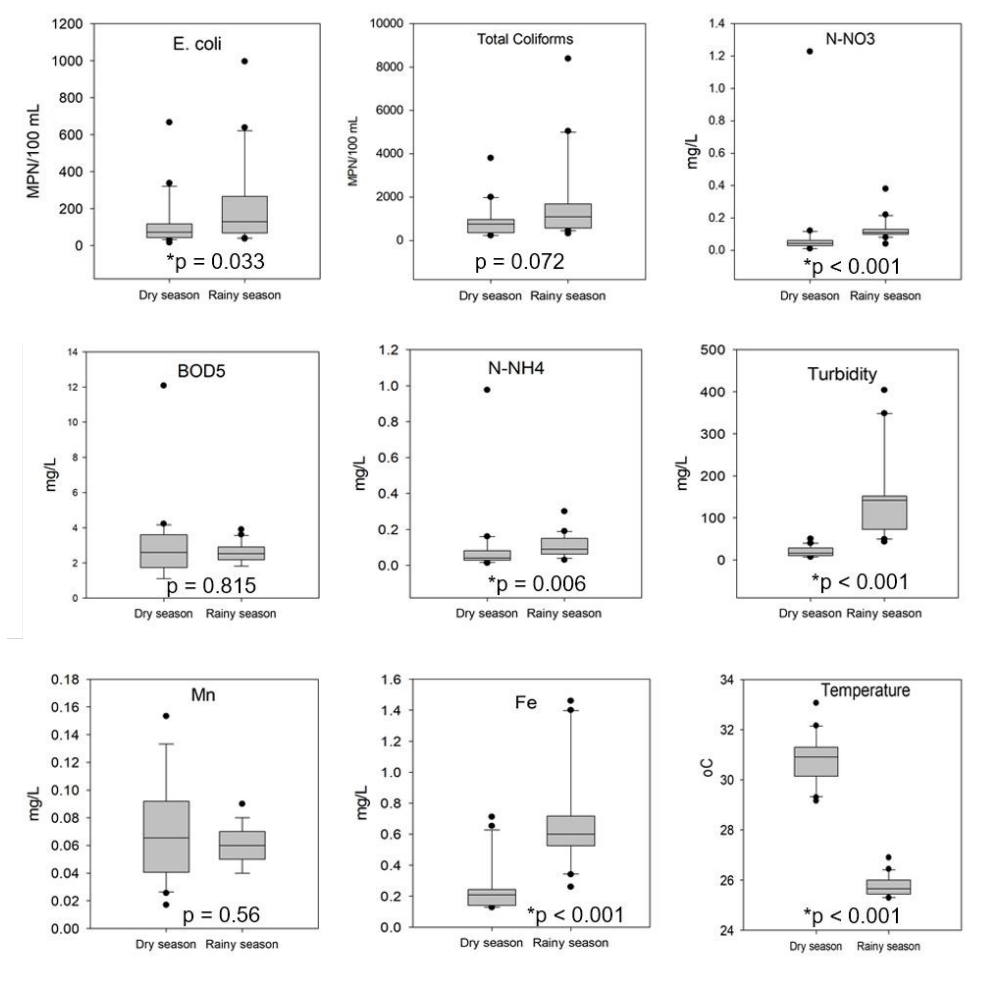 E. coli
MPN/100 mL
1200
1000
800
600
400
200
0
*p = 0.033
Dry season Rainy season
Total Coliforms
MPN/100 mL
10000
8000
6000
4000
2000
0
p = 0.072
Dry season Rainy season
N-NO3
mg/L
1.4
1.2
1.0
0.8
0.6
0.4
0.2
0.0
*p < 0.001
Dry season Rainy season
BOD5
mg/L
14
12
10
8
6
4
2
0
p = 0.815
Dry season Rainy season
N-NH4
mg/L
1.2
1.0
0.8
0.6
0.4
0.2
0.0
*p = 0.006
Dry season Rainy season
Turbidity
mg/L
500
400
300
200
100
0
*p < 0.001
Dry season Rainy season
Mn
mg/L
0.18
0.16
0.14
0.12
0.10
0.08
0.06
0.04
0.02
0.00
p = 0.56
Dry season Rainy season
Fe
mg/L
1.6
1.4
1.2
1.0
0.8
0.6
0.4
0.2
0.0
*p < 0.001
Dry season Rainy season
Temperature
oC
34
32
30
28
26
24
*p < 0.001
Dry season Rainy season